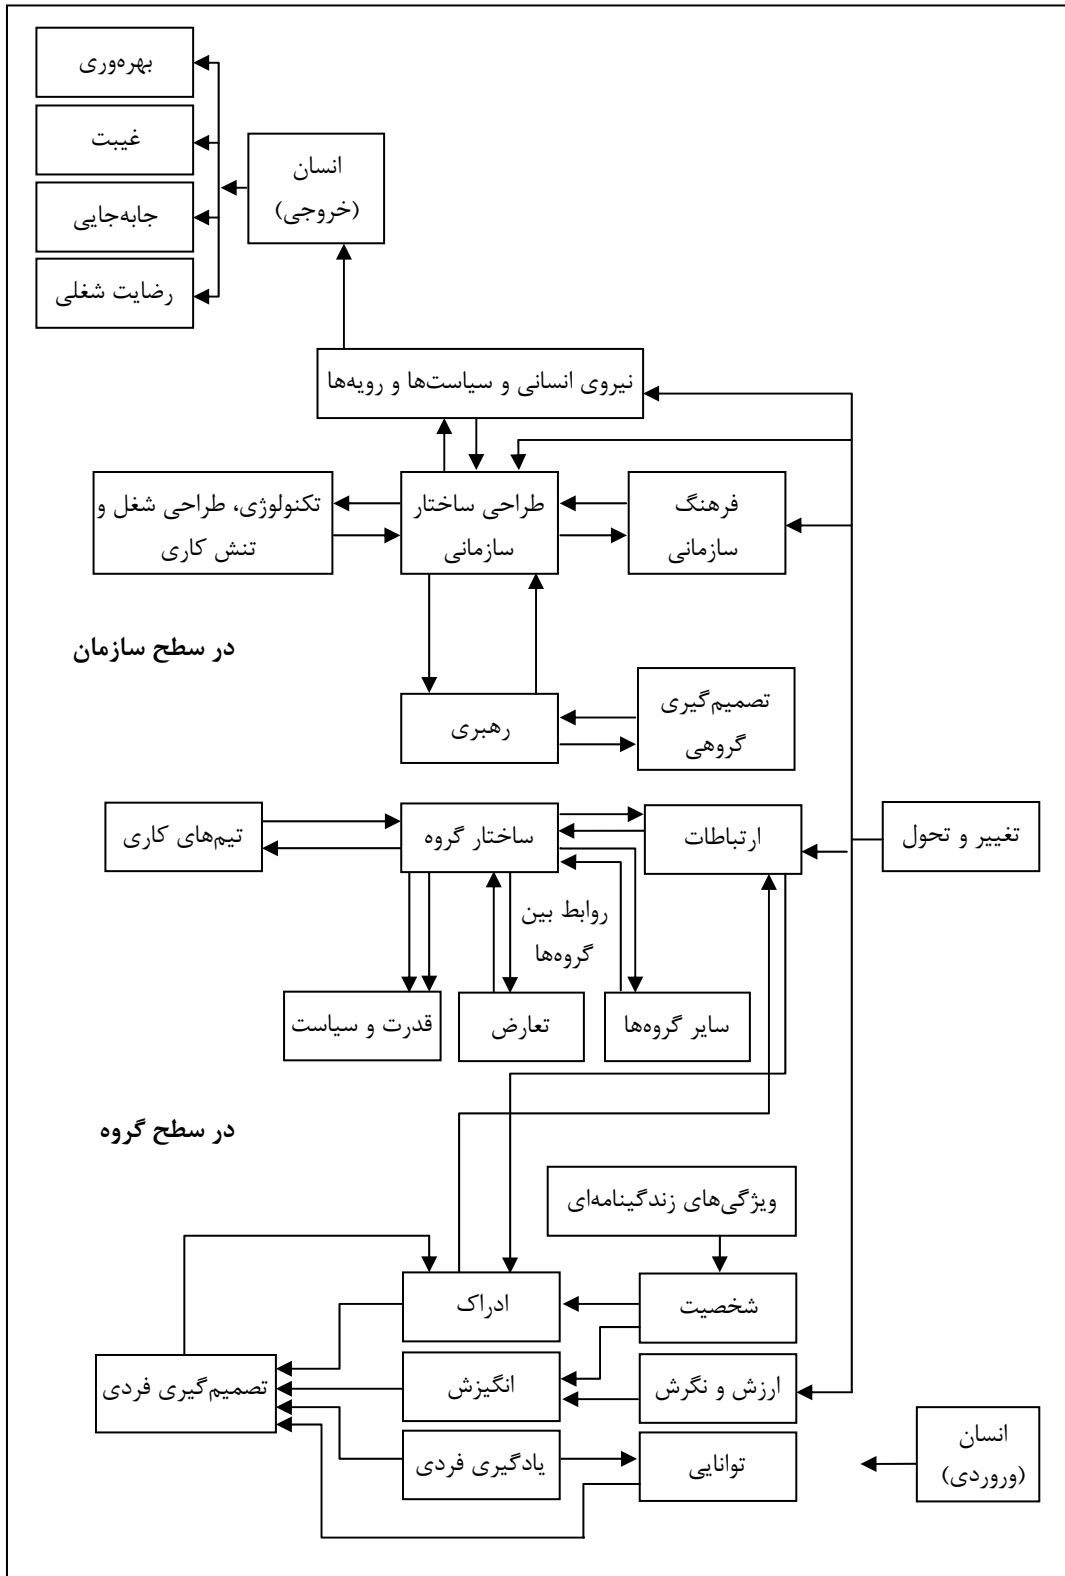 بهره‌وری
غیبت
انسان
(خروجی)
جابه‌جایی
رضایت شغلی
نیروی انسانی و سیاست‌ها و رویه‌ها
فرهنگ
سازمانی
طراحی ساختار
سازمانی
تکنولوژی، طراحی شغل و
تنش کاری
در سطح سازمان
تصمیم‌گیری
گروهی
رهبری
تغییر و تحول
ارتباطات
ساختار گروه
تیم‌های کاری
روابط بین
گروه‌ها
سایر گروه‌ها
تعارض
قدرت و سیاست
در سطح گروه
ویژگی‌های زندگینامه‌ای
شخصیت
ادراک
ارزش و نگرش
انگیزش
تصمیم‌گیری فردی
انسان
(وروردی)
توانایی
یادگیری فردی